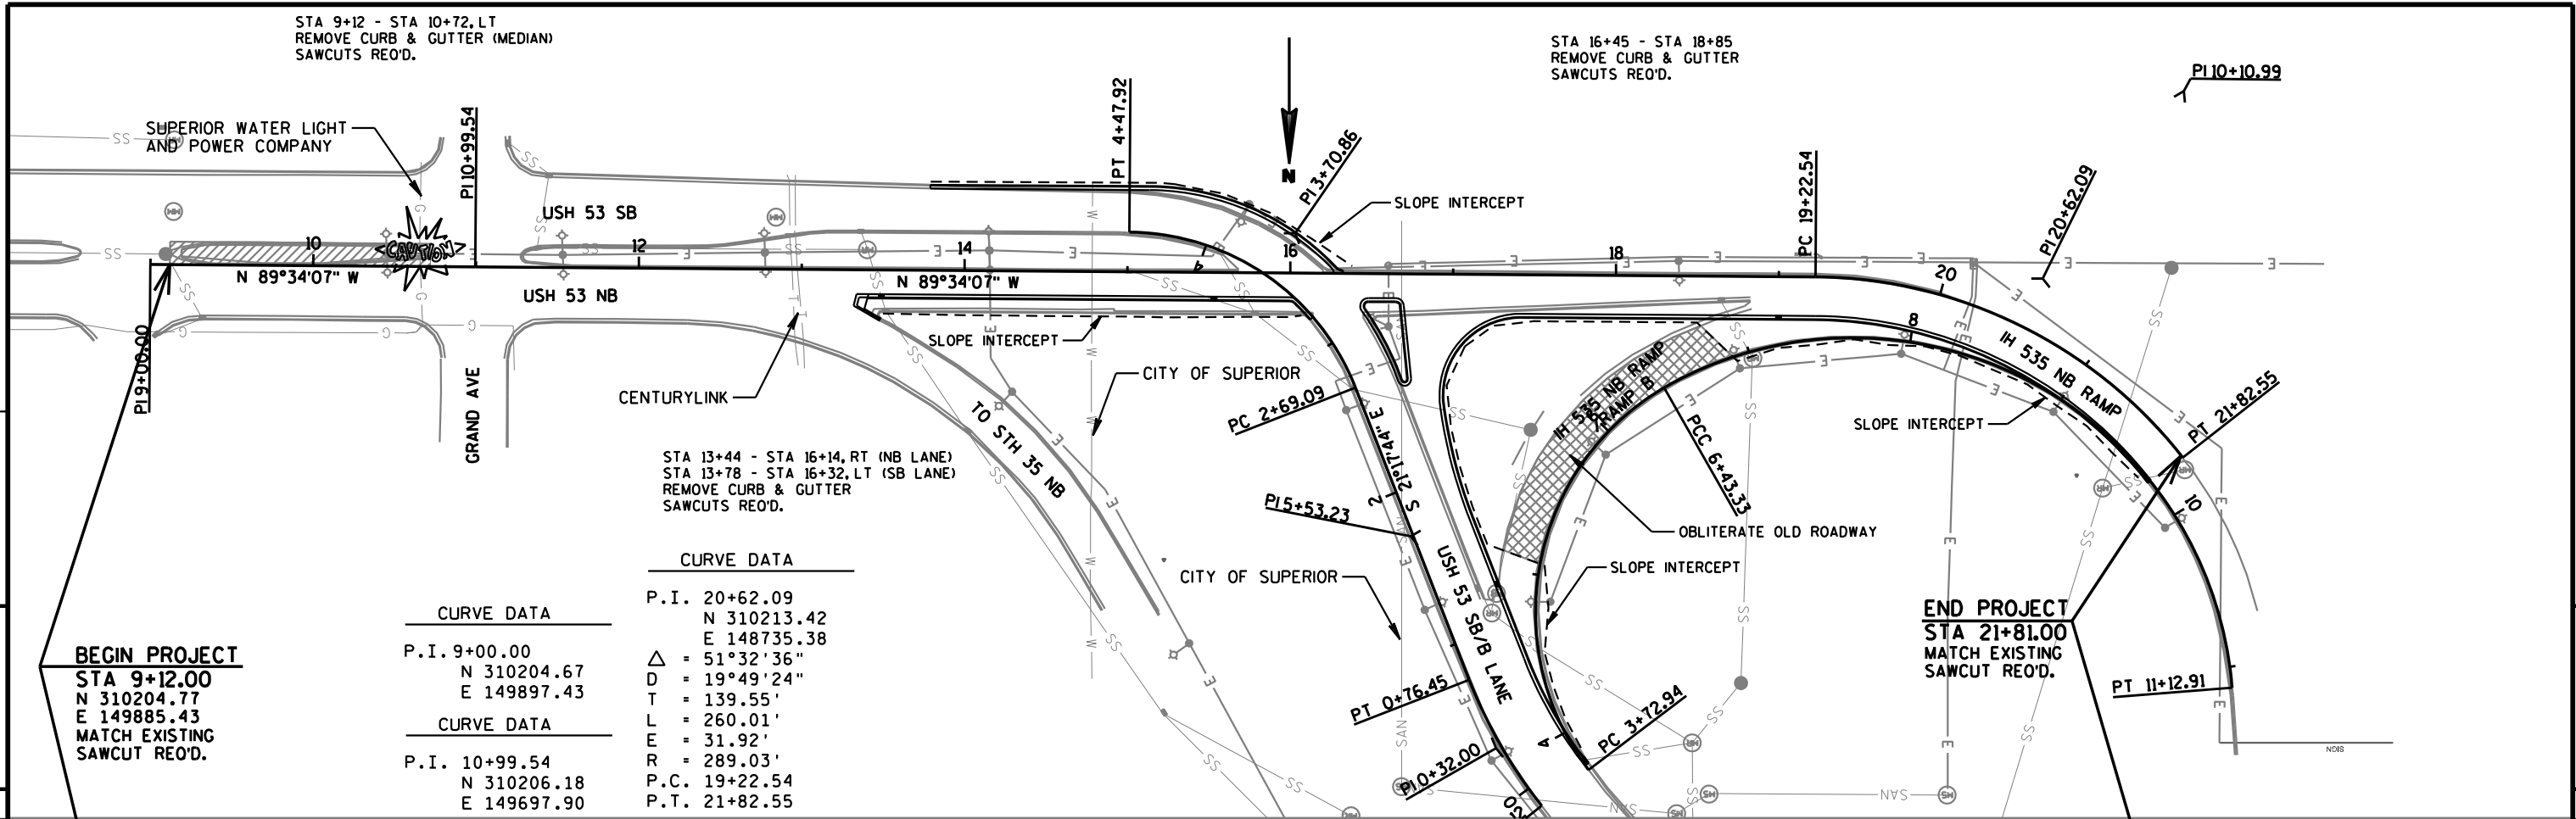 STA 9+12 - STA 10+72, LT
REMOVE CURB & GUTTER (MEDIAN)
SAWCUTS REQ'D.
STA 16+45 - STA 18+85
REMOVE CURB & GUTTER
SAWCUTS REQ'D.
PI 10+10.99
SUPERIOR WATER LIGHT
AND POWER COMPANY
PI 10+99.54
PT 4+47.92
N
PI 3+70.86
SLOPE INTERCEPT
PC 19+22.54
PI 20+62.09
USH 53 SB
10
CAUTION
12
14
4
16
18
20
N 89°34'07" W
USH 53 NB
N 89°34'07" W
SLOPE INTERCEPT
PI 9+00.00
GRAND AVE
CENTURYLINK
CITY OF SUPERIOR
TO STH 35 NB
PC 2+69.09
S 21°17'44" E
2
IH 535 NB RAMP
RAMP B
8
IH 535 NB RAMP
SLOPE INTERCEPT
PT 21+82.55
10
PCC 6+43.33
OBLITERATE OLD ROADWAY
STA 13+44 - STA 16+14, RT (NB LANE)
STA 13+78 - STA 16+32, LT (SB LANE)
REMOVE CURB & GUTTER
SAWCUTS REQ'D.
PI 5+53.23
CITY OF SUPERIOR
USH 53 SB/B LANE
SLOPE INTERCEPT
PT 0+76.45
PI 0+32.00
4
PC 3+72.94
BEGIN PROJECT
STA 9+12.00
N 310204.77
E 149885.43
MATCH EXISTING
SAWCUT REQ'D.
CURVE DATA
P.I. 9+00.00
N 310204.67
E 149897.43
CURVE DATA
P.I. 10+99.54
N 310206.18
E 149697.90
CURVE DATA
P.I. 20+62.09
N 310213.42
E 148735.38
△ = 51°32'36"
D = 19°49'24"
T = 139.55'
L = 260.01'
E = 31.92'
R = 289.03'
P.C. 19+22.54
P.T. 21+82.55
END PROJECT
STA 21+81.00
MATCH EXISTING
SAWCUT REQ'D.
PT 11+12.91
SIGN